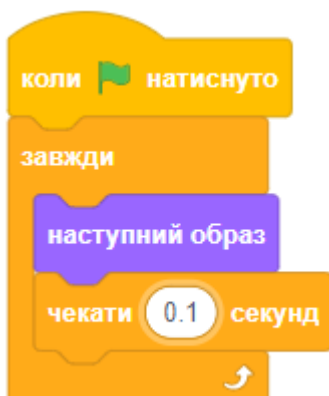 коли натиснуто
завжди
наступний образ
чекати 0.1 секунд